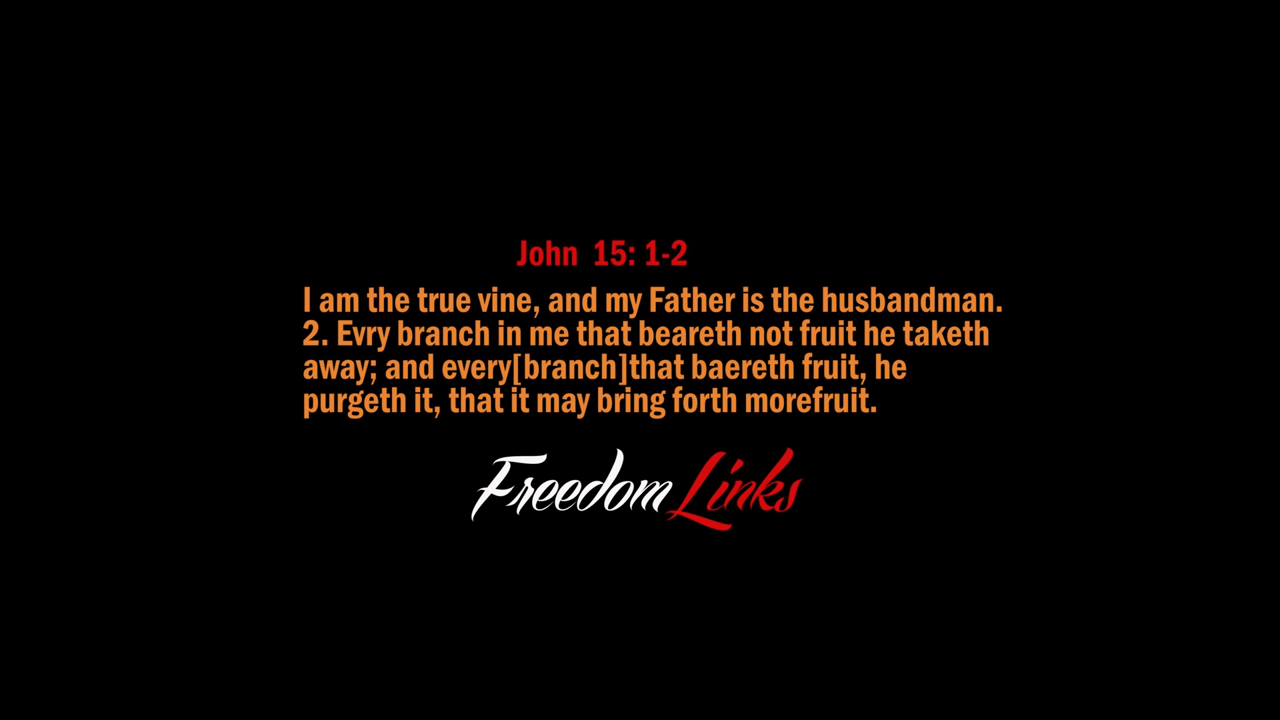 John 15: 1-2
I am the true vine, and my Father is the husbandman.
2. Evry branch in me that beareth not fruit he taketh
away; and every[branch]that baereth fruit, he
purgeth it, that it may bring forth morefruit.
Freedom Links